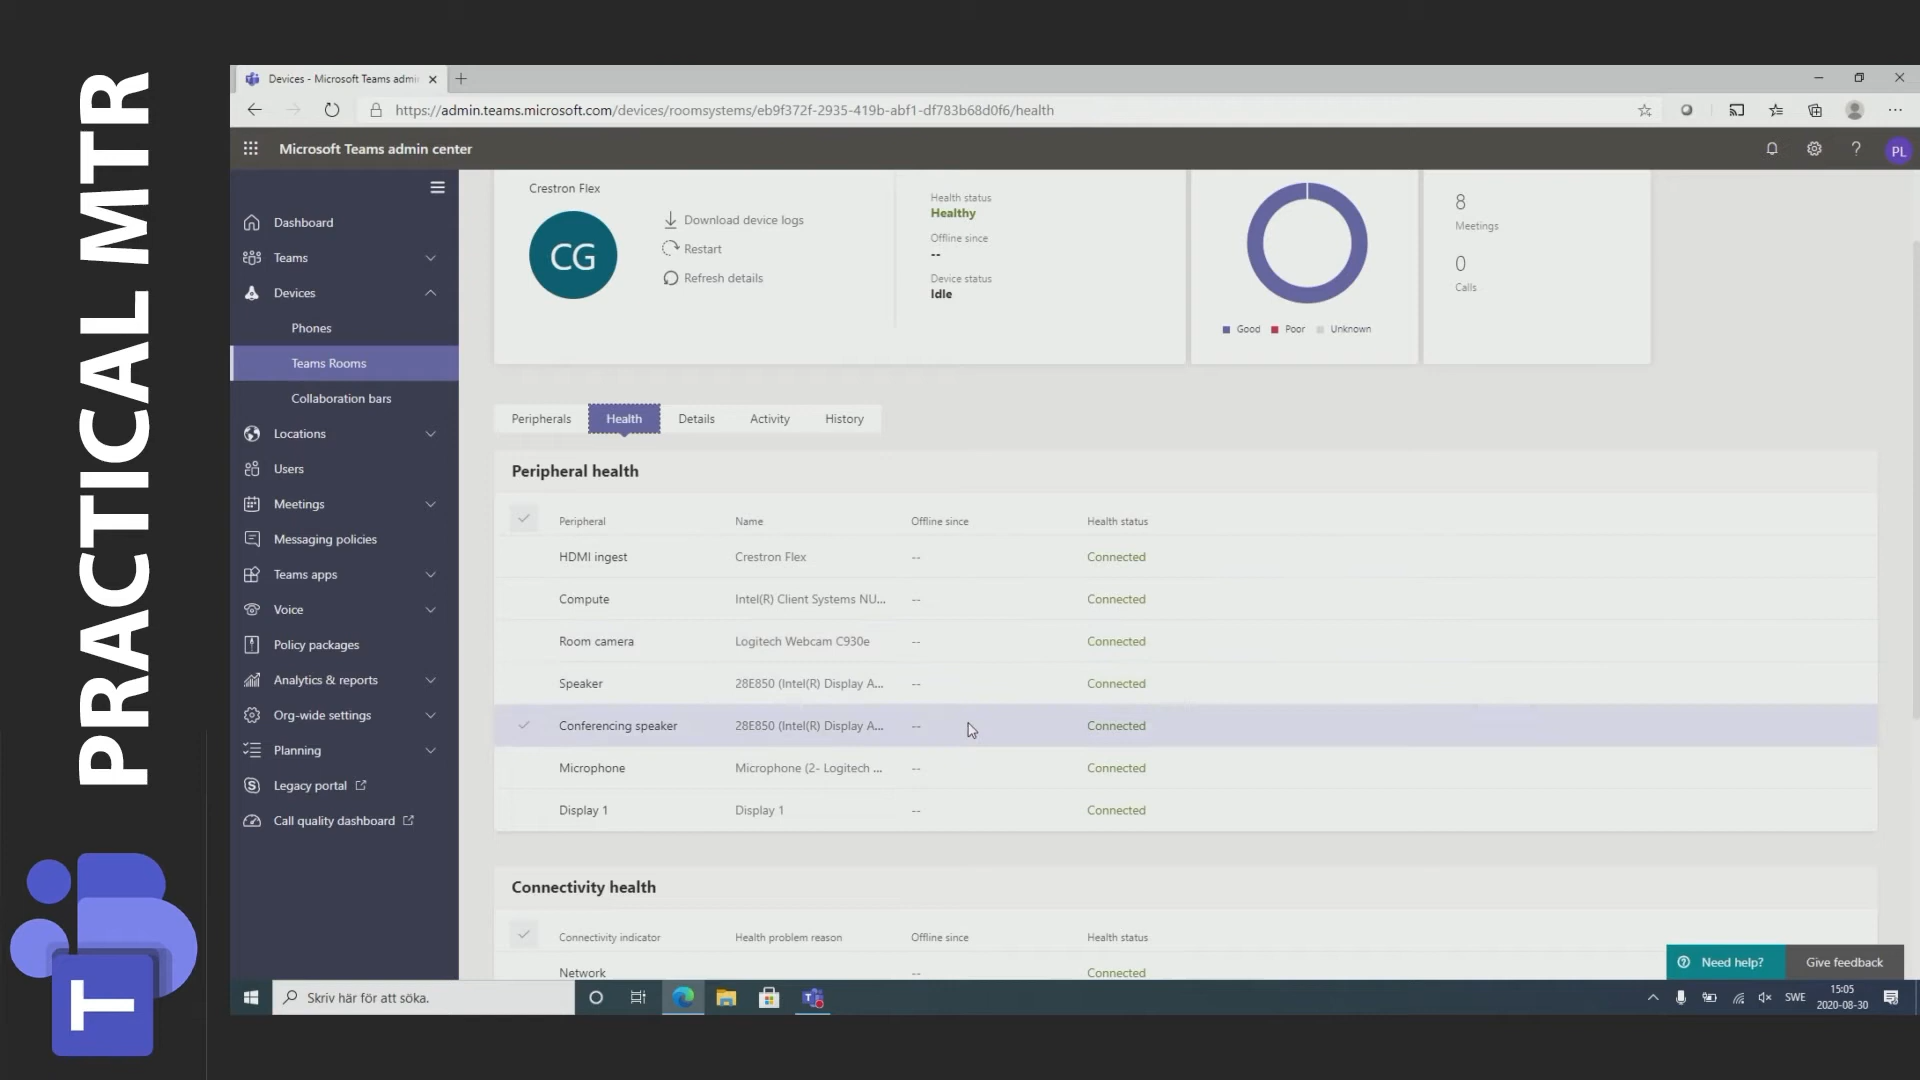 PRACTICAL MTR
T
Devices - Microsoft Teams admi
https://admin.teams.microsoft.com/devices/roomsystems/eb9f372f-2935-419b-abf1-df783b68d0f6/health
Microsoft Teams admin center
PL
Dashboard
Teams
Devices
Phones
Teams Rooms
Collaboration bars
Locations
Users
Meetings
Messaging policies
Teams apps
Voice
Policy packages
Analytics & reports
Org-wide settings
Planning
Legacy portal
Call quality dashboard
Crestron Flex
CG
Download device logs
Restart
Refresh details
Health status
Healthy
Offline since
--
Device status
Idle
Good Poor Unknown
8
Meetings
0
Calls
Peripherals Health Details Activity History
Peripheral health
Peripheral Name Offline since Health status
HDMI ingest Crestron Flex -- Connected
Compute Intel(R) Client Systems NU... -- Connected
Room camera Logitech Webcam C930e -- Connected
Speaker 28E850 (Intel(R) Display A... -- Connected
Conferencing speaker 28E850 (Intel(R) Display A... -- Connected
Microphone Microphone (2- Logitech ... -- Connected
Display 1 Display 1 -- Connected
Connectivity health
Connectivity indicator Health problem reason Offline since Health status
Network -- Connected
Need help? Give feedback
Skriv här för att söka.
SWE
15:05
2020-08-30